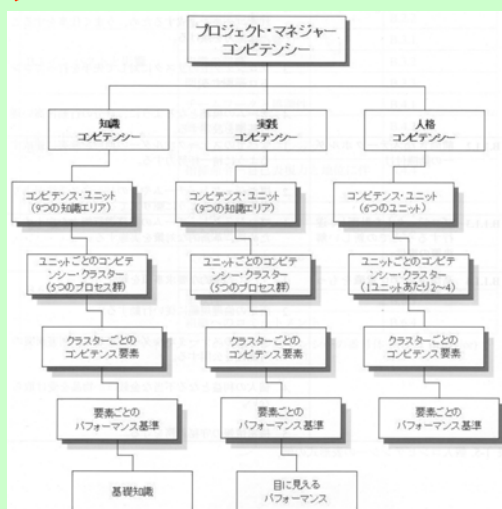 プロジェクト・マネジャー
コンピテンシー
知識
コンピテンシー
実践
コンピテンシー
人格
コンピテンシー
コンピテンス・ユニット
(9つの知識エリア)
コンピテンス・ユニット
(9つの知識エリア)
コンピテンス・ユニット
(6つのユニット)
ユニットごとのコンピテ
ンシー・クラスター
(5つのプロセス群)
ユニットごとのコンピテ
ンシー・クラスター
(5つのプロセス群)
ユニットごとのコンピテ
ンシー・クラスター
(1ユニットあたり2〜4)
クラスターごとの
コンピテンス要素
クラスターごとの
コンピテンス要素
クラスターごとの
コンピテンス要素
要素ごとの
パフォーマンス基準
要素ごとの
パフォーマンス基準
要素ごとの
パフォーマンス基準
基礎知識
目に見える
パフォーマンス